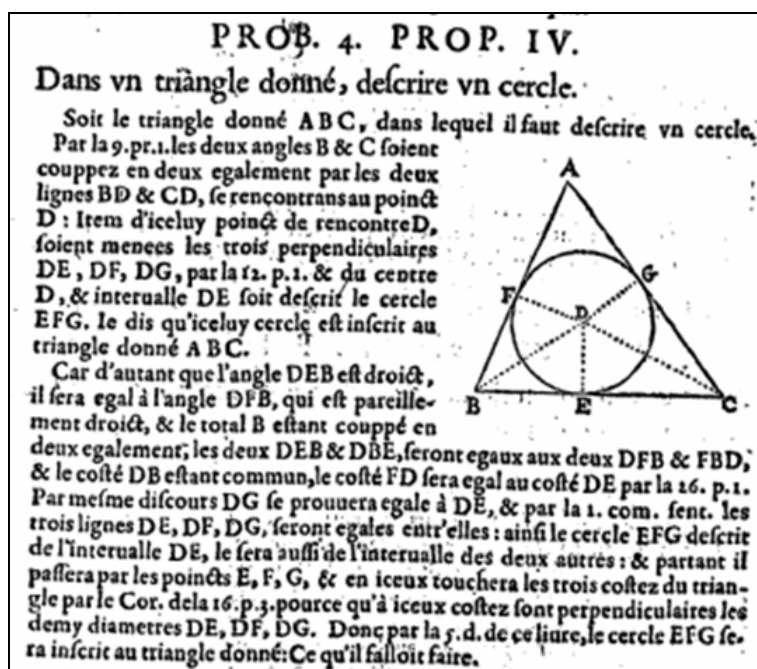 PROB. 4. PROP. IV.
Dans vn triangle donné, deſcrire vn cercle.
Soit le triangle donné ABC, dans lequel il faut deſcrire vn cercle.
Par la 9.pr.1.les deux angles B & C ſoient
couppez en deux egalement par les deux
lignes BD & CD, ſe rencontrans au poinct
D : Item d'iceluy poinct de rencontre D,
ſoient menees les trois perpendiculaires
DE, DF, DG, par la 12. p.1. & du centre
D, & interualle DE ſoit deſcrit le cercle
EFG. Ie dis qu'iceluy cercle eſt inſcrit au
triangle donné ABC.
Car d'autant que l'angle DEB eſt droict,
il ſera egal à l'angle DFB, qui eſt pareille-
ment droict, & le total B eſtant couppé en
deux egalement, les deux DEB & DBE, ſeront egaux aux deux DFB & FBD,
& le coſté DB eſtant commun, le coſté FD ſera egal au coſté DE par la 16. p.1.
Par meſme diſcours DG ſe prouuera egale à DE, & par la 1. com. ſent. les
trois lignes DE, DF, DG, ſeront egales entr'elles : ainſi le cercle EFG deſcrit
de l'interualle DE, le ſera auſſi de l'interualle des deux autres : & partant il
paſſera par les poincts E, F, G, & en iceux touchera les trois coſtez du trian-
gle par le Cor. dela 16.p.3.pource qu'à iceux coſtez ſont perpendiculaires les
demy diametres DE, DF, DG. Donc par la 5.d. de ce liure, le cercle EFG ſe-
ra inſcrit au triangle donné: Ce qu'il falloit faire.
A
G
F
D
B
E
C